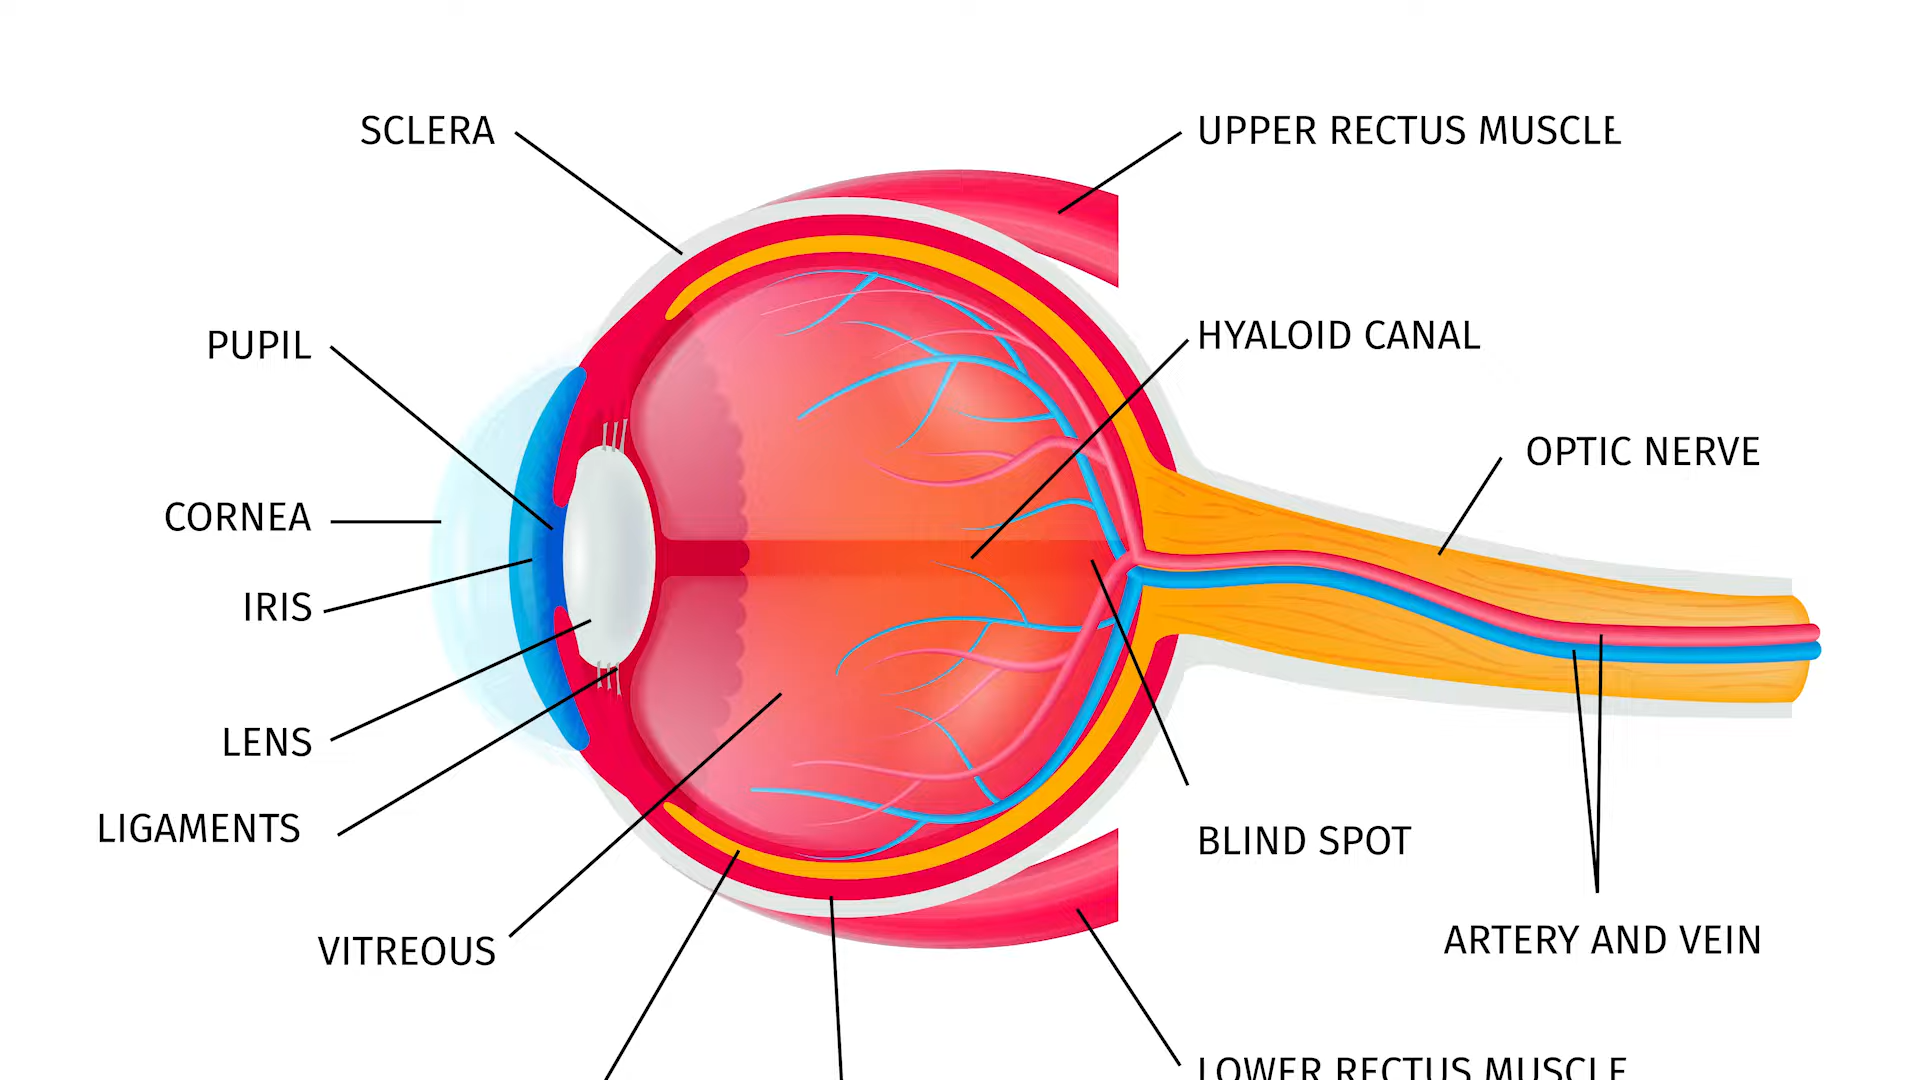 SCLERA
UPPER RECTUS MUSCLE
PUPIL
HYALOID CANAL
OPTIC NERVE
CORNEA
IRIS
LENS
LIGAMENTS
BLIND SPOT
VITREOUS
ARTERY AND VEIN
LOWER RECTUS MUSCLE